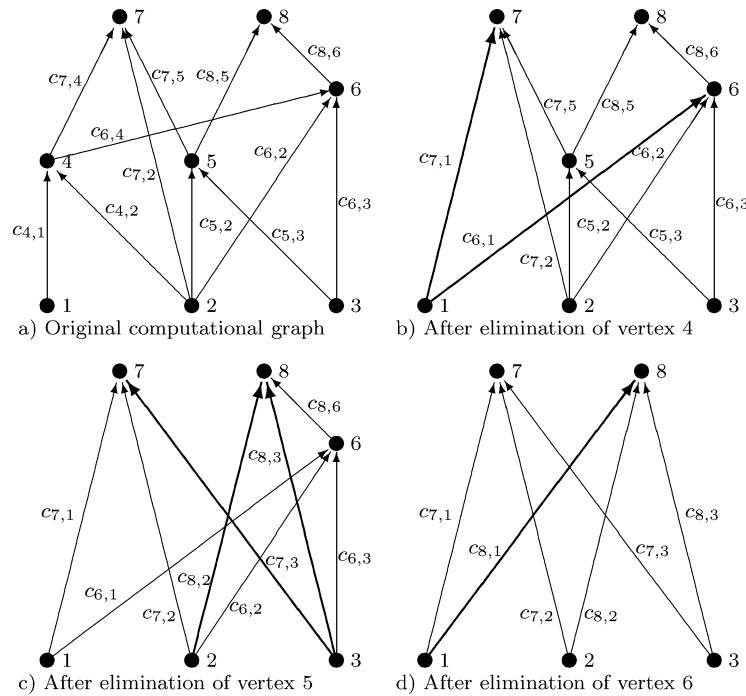 7 8 7 8
c8,6 c8,6
c7,4 c7,5 c8,5 6 c7,5 c8,5 6
c6,4 c6,2 c7,1 c6,2
4 c7,2 5 5
c4,2 c6,3 c6,3
c4,1 c5,2 c5,3 c6,1 c5,2 c5,3
c7,2
1 2 3 1 2 3
a) Original computational graph b) After elimination of vertex 4
7 8 7 8
c8,6
c8,3 6
c7,1 c7,1 c8,3
c7,3 c6,3 c8,1 c7,3
c6,1 c8,2
c7,2 c6,2 c7,2 c8,2
1 2 3 1 2 3
c) After elimination of vertex 5 d) After elimination of vertex 6